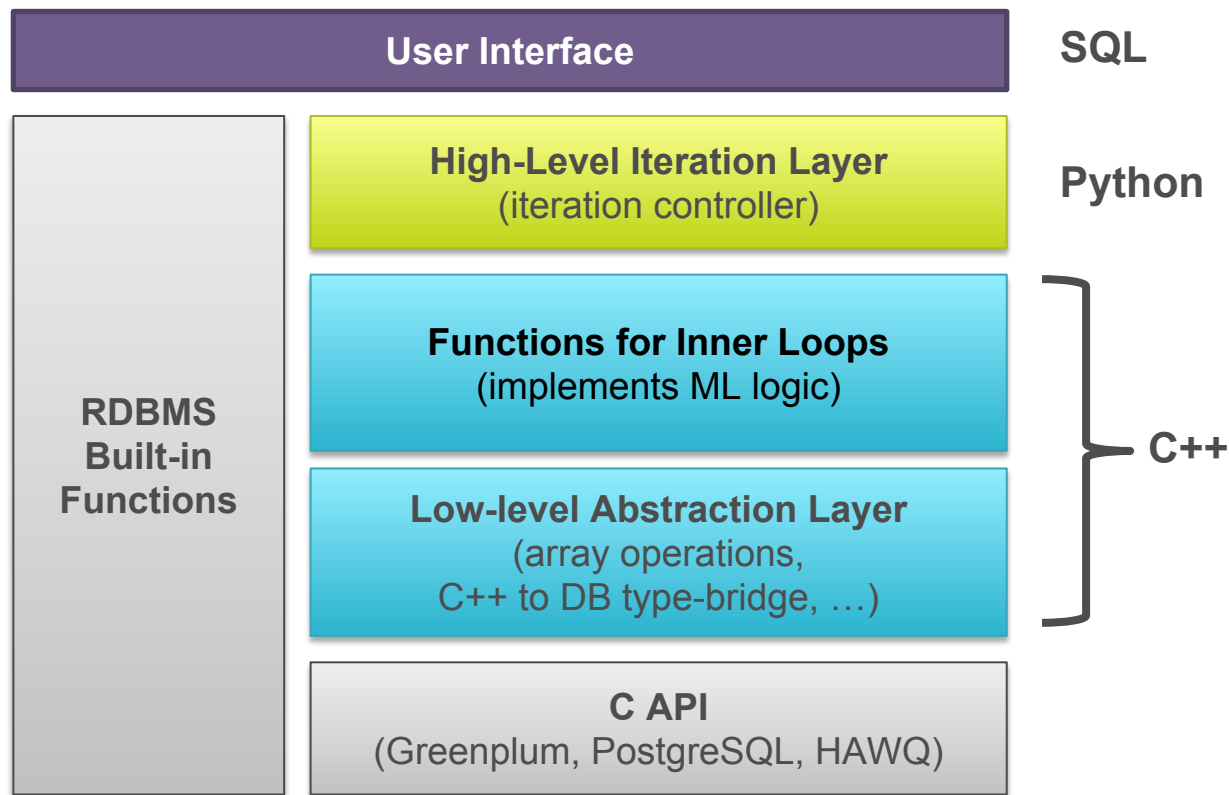 User Interface
SQL
High-Level Iteration Layer
(iteration controller)
Python
Functions for Inner Loops
(implements ML logic)
RDBMS
Built-in
Functions
C++
Low-level Abstraction Layer
(array operations,
C++ to DB type-bridge, …)
C API
(Greenplum, PostgreSQL, HAWQ)